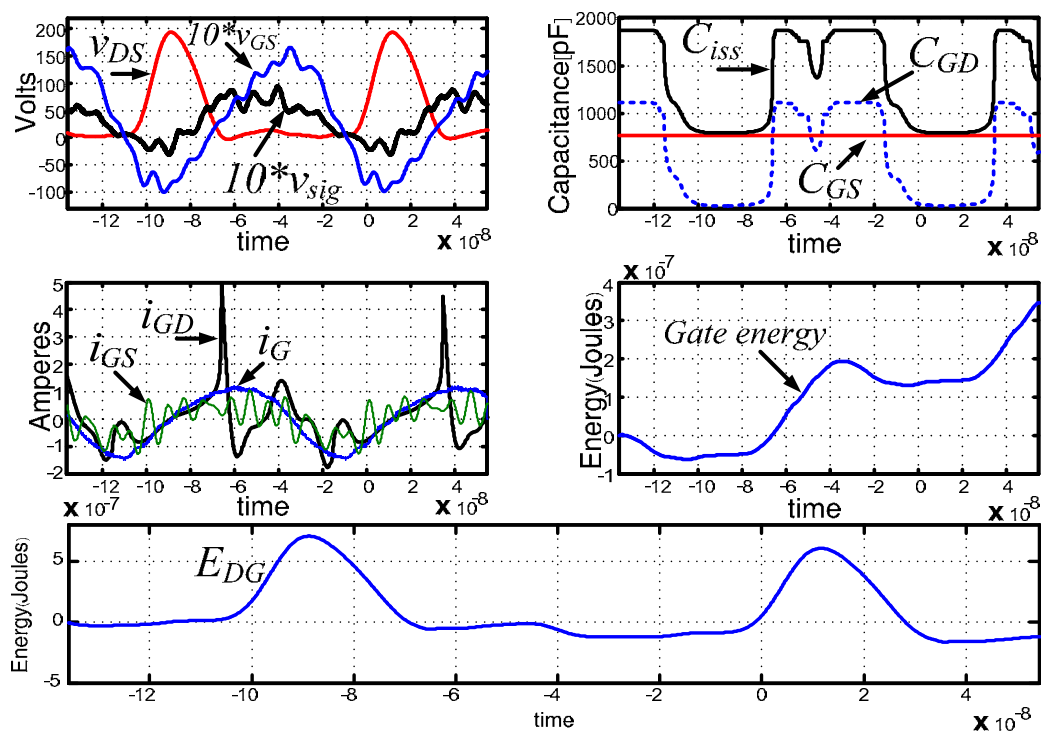 200
150
100
50
0
-50
-100
Volts
v_DS
10*v_GS
10*v_sig
-12 -10 -8 -6 -4 -2 0 2 4
time
x 10^-8
2000
1500
1000
500
0
Capacitance[pF]
C_iss
C_GD
C_GS
-12 -10 -8 -6 -4 -2 0 2 4
time
x 10^-8
5
4
3
2
1
0
-1
-2
Amperes
i_GD
i_G
i_GS
-12 -10 -8 -6 -4 -2 0 2 4
time
x 10^-8
x 10^-7
4
3
2
1
0
-1
Energy(Joules)
Gate energy
-12 -10 -8 -6 -4 -2 0 2 4
time
x 10^-8
x 10^-7
5
0
-5
Energy(Joules)
E_DG
-12 -10 -8 -6 -4 -2 0 2 4
time
x 10^-8